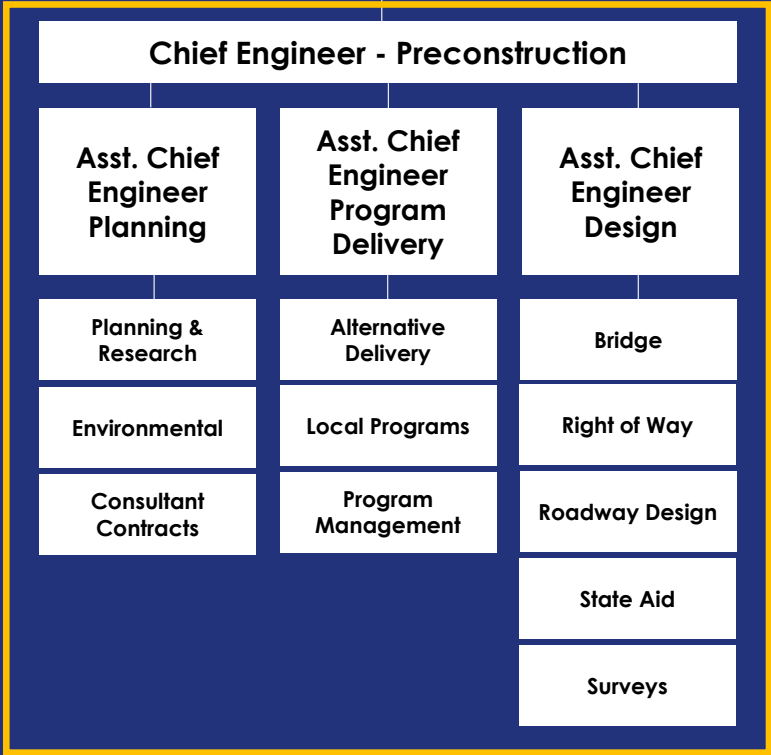 Chief Engineer - Preconstruction
Asst. Chief
Engineer
Planning
Asst. Chief
Engineer
Program
Delivery
Asst. Chief
Engineer
Design
Planning &
Research
Environmental
Consultant
Contracts
Alternative
Delivery
Local Programs
Program
Management
Bridge
Right of Way
Roadway Design
State Aid
Surveys